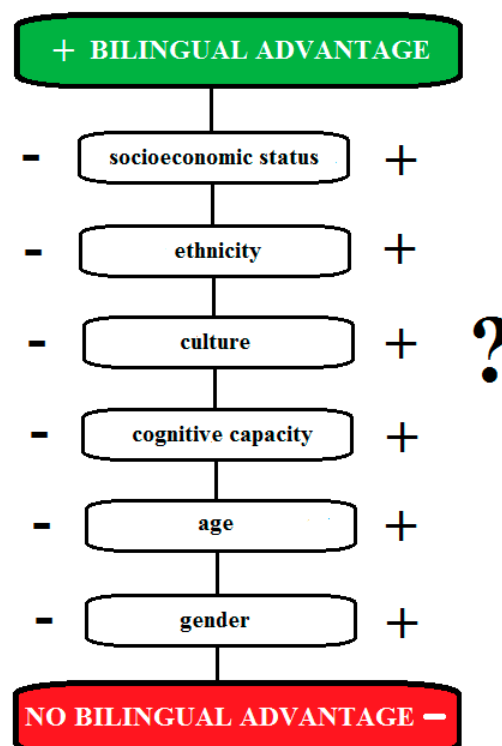 + BILINGUAL ADVANTAGE
- socioeconomic status +
- ethnicity +
- culture +
?
- cognitive capacity +
- age +
- gender +
NO BILINGUAL ADVANTAGE -